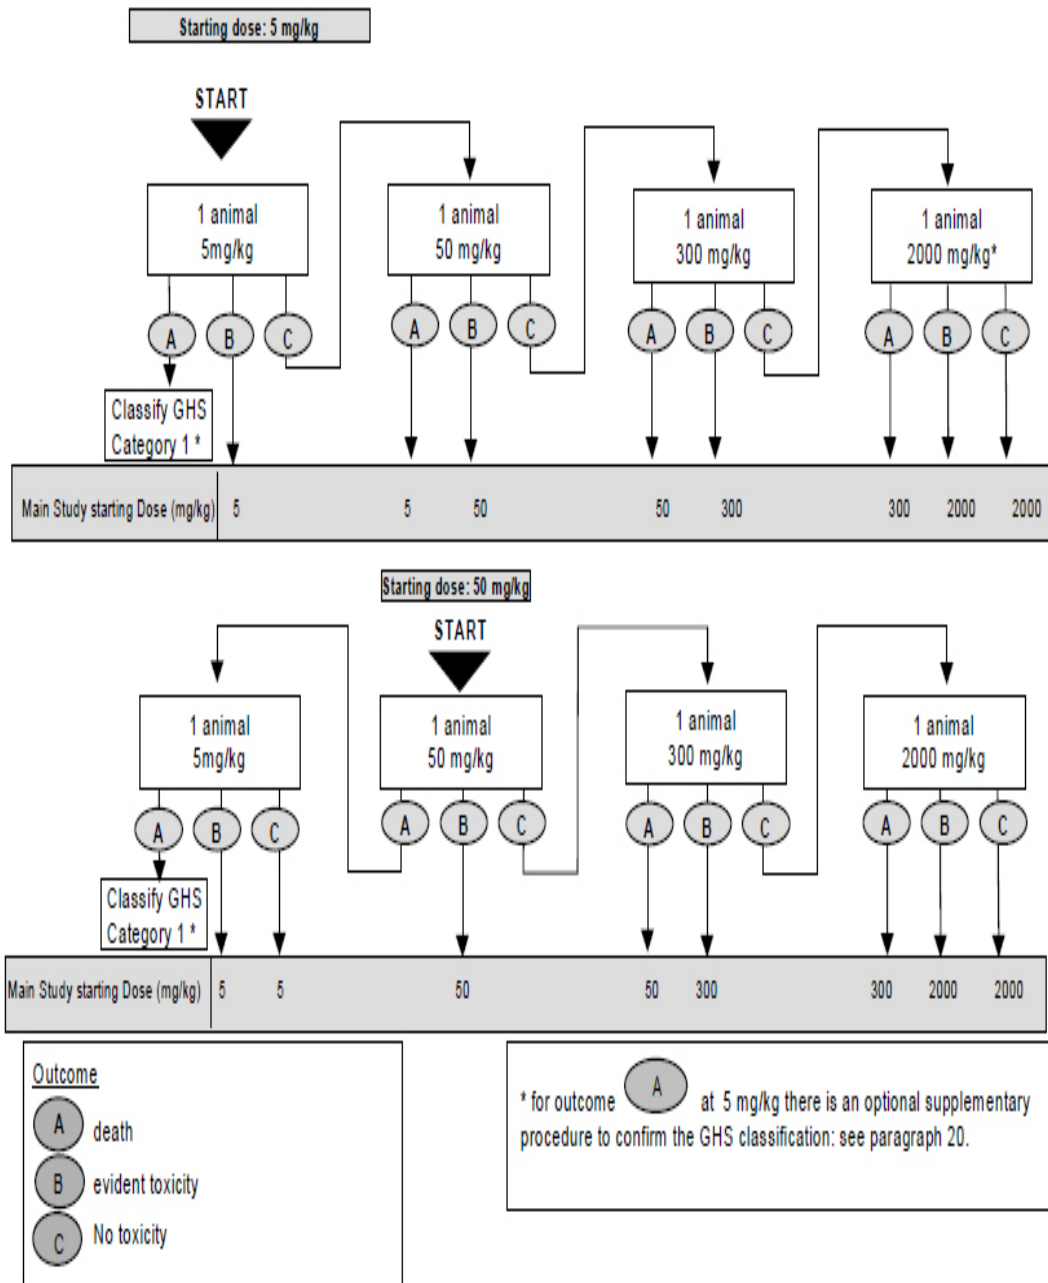 Starting dose: 5 mg/kg
START
1 animal
5mg/kg
1 animal
50 mg/kg
1 animal
300 mg/kg
1 animal
2000 mg/kg*
A
B
C
A
B
C
A
B
C
A
B
C
Classify GHS
Category 1 *
Main Study starting Dose (mg/kg) 5 5 50 50 300 300 2000 2000
Starting dose: 50 mg/kg
START
1 animal
5mg/kg
1 animal
50 mg/kg
1 animal
300 mg/kg
1 animal
2000 mg/kg
A
B
C
A
B
C
A
B
C
A
B
C
Classify GHS
Category 1 *
Main Study starting Dose (mg/kg) 5 5 50 50 300 300 2000 2000
Outcome
A death
B evident toxicity
C No toxicity
* for outcome A at 5 mg/kg there is an optional supplementary
procedure to confirm the GHS classification: see paragraph 20.